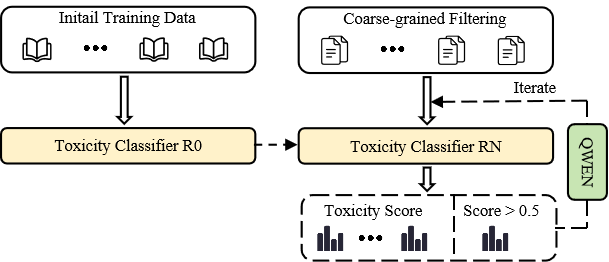 Initail Training Data
Coarse-grained Filtering
Iterate
Toxicity Classifier R0
Toxicity Classifier RN
QWEN
Toxicity Score
Score > 0.5